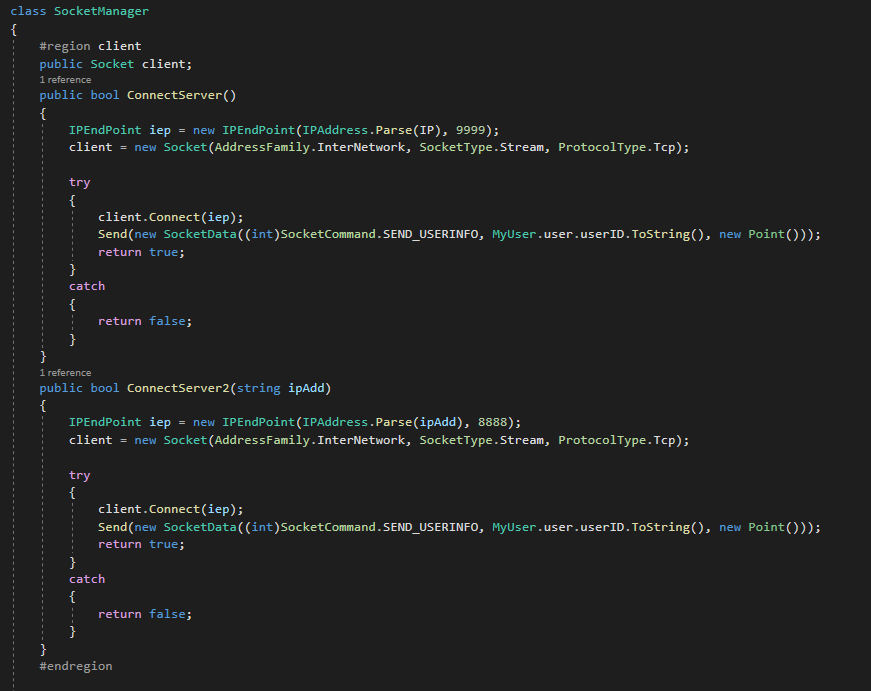 class SocketManager
{
#region client
public Socket client;
1 reference
public bool ConnectServer()
{
IPEndPoint iep = new IPEndPoint(IPAddress.Parse(IP), 9999);
client = new Socket(AddressFamily.InterNetwork, SocketType.Stream, ProtocolType.Tcp);
try
{
client.Connect(iep);
Send(new SocketData((int)SocketCommand.SEND_USERINFO, MyUser.user.userID.ToString(), new Point()));
return true;
}
catch
{
return false;
}
}
1 reference
public bool ConnectServer2(string ipAdd)
{
IPEndPoint iep = new IPEndPoint(IPAddress.Parse(ipAdd), 8888);
client = new Socket(AddressFamily.InterNetwork, SocketType.Stream, ProtocolType.Tcp);
try
{
client.Connect(iep);
Send(new SocketData((int)SocketCommand.SEND_USERINFO, MyUser.user.userID.ToString(), new Point()));
return true;
}
catch
{
return false;
}
}
#endregion